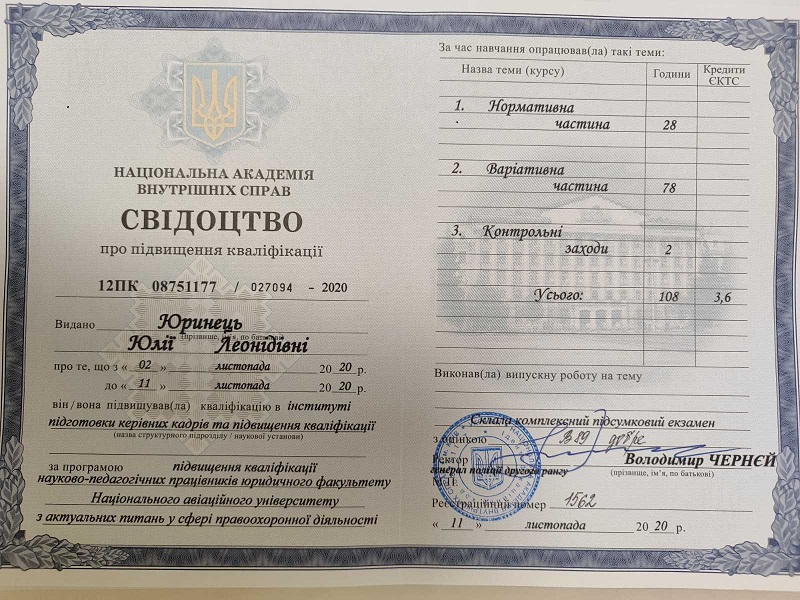 НАЦІОНАЛЬНА АКАДЕМІЯ
ВНУТРІШНІХ СПРАВ
СВІДОЦТВО
про підвищення кваліфікації
12ПК 08751177 / 027094 - 2020
Видано Юринець
(прізвище, ім'я, по батькові)
Юлії Леонідівні
про те, що з « 02 » листопада 20 20 р.
до « 11 » листопада 20 20 р.
він/вона підвищував(ла) кваліфікацію в інституті
підготовки керівних кадрів та підвищення кваліфікації
(назва структурного підрозділу / наукової установи)
за програмою підвищення кваліфікації
науково-педагогічних працівників юридичного факультету
Національного авіаційного університету
з актуальних питань у сфері правоохоронної діяльності
За час навчання опрацював(ла) такі теми:
Назва теми (курсу) Години Кредити ЄКТС
1. Нормативна
частина 28
2. Варіативна
частина 78
3. Контрольні
заходи 2
Усього: 108 3,6
Виконав(ла) випускну роботу на тему
Склала комплексний підсумковий екзамен
з оцінкою В 89 добре
Ректор Володимир ЧЕРНЄЙ
генерал поліції другого рангу (прізвище, ім'я, по батькові)
М.П.
Реєстраційний номер 1562
« 11 » листопада 20 20 р.